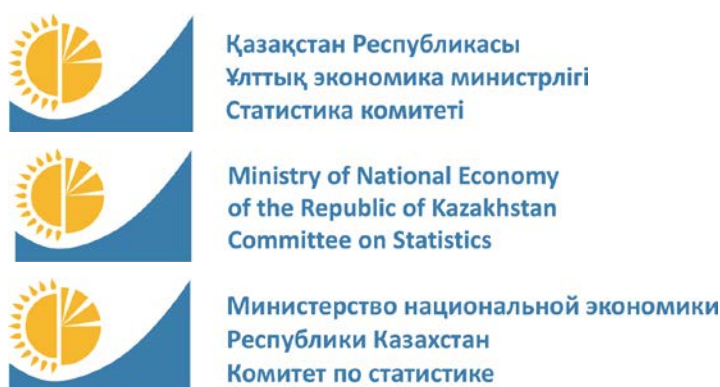 Қазақстан Республикасы
Ұлттық экономика министрлігі
Статистика комитеті
Ministry of National Economy
of the Republic of Kazakhstan
Committee on Statistics
Министерство национальной экономики
Республики Казахстан
Комитет по статистике